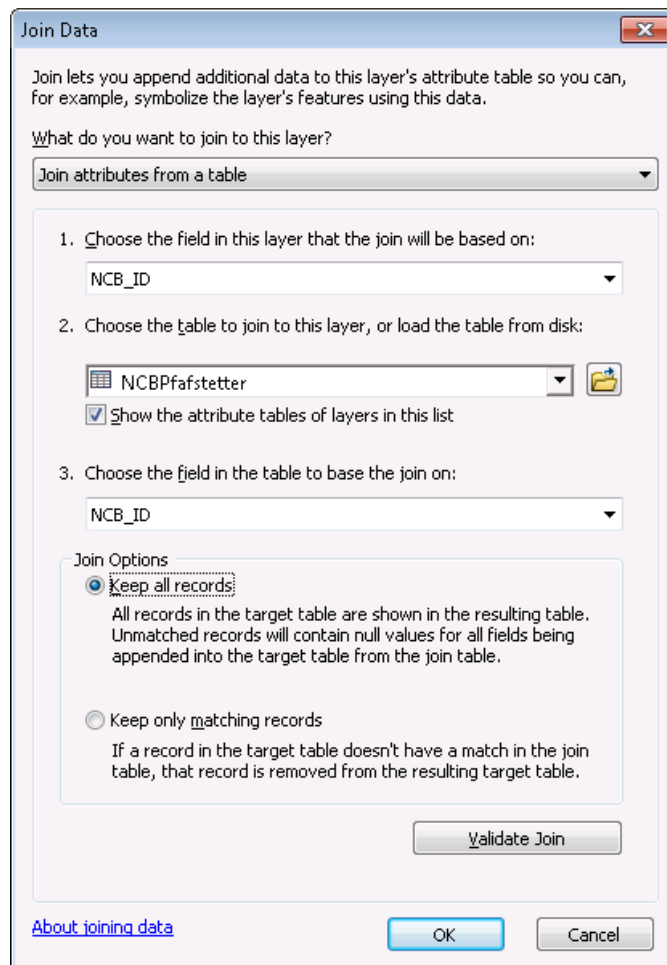 Join Data
Join lets you append additional data to this layer's attribute table so you can,
for example, symbolize the layer's features using this data.
What do you want to join to this layer?
Join attributes from a table
1. Choose the field in this layer that the join will be based on:
NCB_ID
2. Choose the table to join to this layer, or load the table from disk:
NCBPfafstetter
Show the attribute tables of layers in this list
3. Choose the field in the table to base the join on:
NCB_ID
Join Options
Keep all records
All records in the target table are shown in the resulting table.
Unmatched records will contain null values for all fields being
appended into the target table from the join table.
Keep only matching records
If a record in the target table doesn't have a match in the join
table, that record is removed from the resulting target table.
Validate Join
About joining data
OK
Cancel